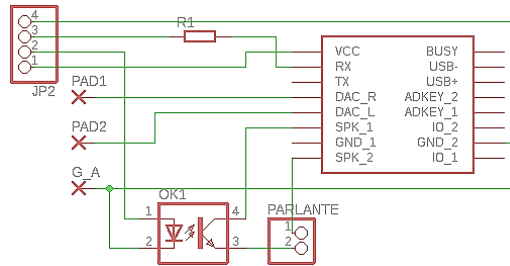 4
3
2
1
JP2
R1
PAD1
PAD2
G_A
VCC BUSY
RX USB-
TX USB+
DAC_R ADKEY_2
DAC_L ADKEY_1
SPK_1 IO_2
GND_1 GND_2
SPK_2 IO_1
OK1
1 4
2 3
PARLANTE
1
2